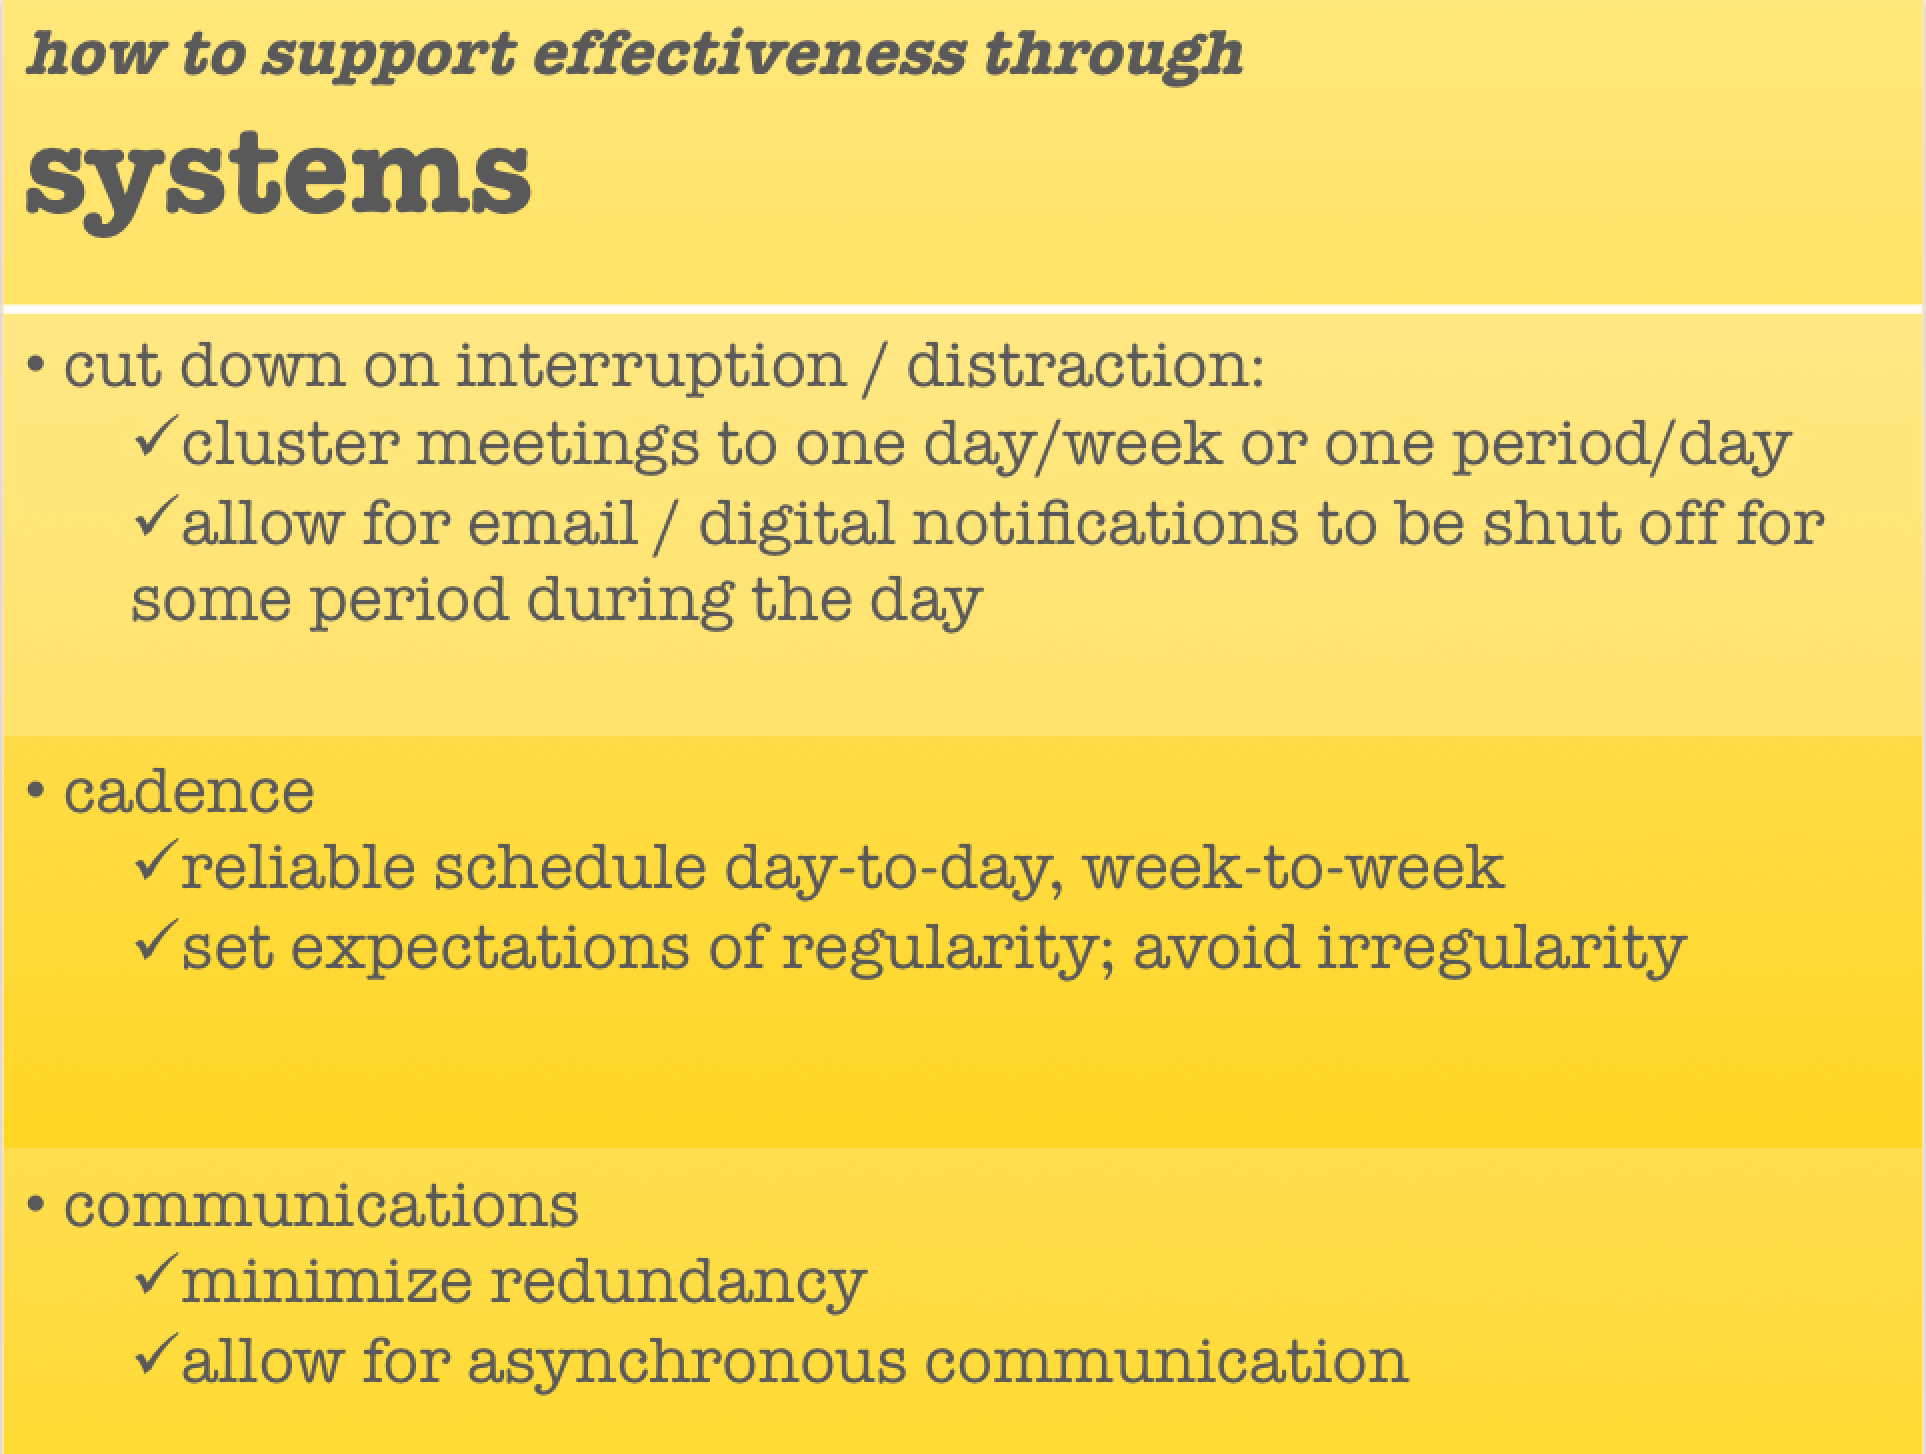 how to support effectiveness through
systems
• cut down on interruption / distraction:
✓cluster meetings to one day/week or one period/day
✓allow for email / digital notifications to be shut off for
some period during the day
• cadence
✓reliable schedule day-to-day, week-to-week
✓set expectations of regularity; avoid irregularity
• communications
✓minimize redundancy
✓allow for asynchronous communication